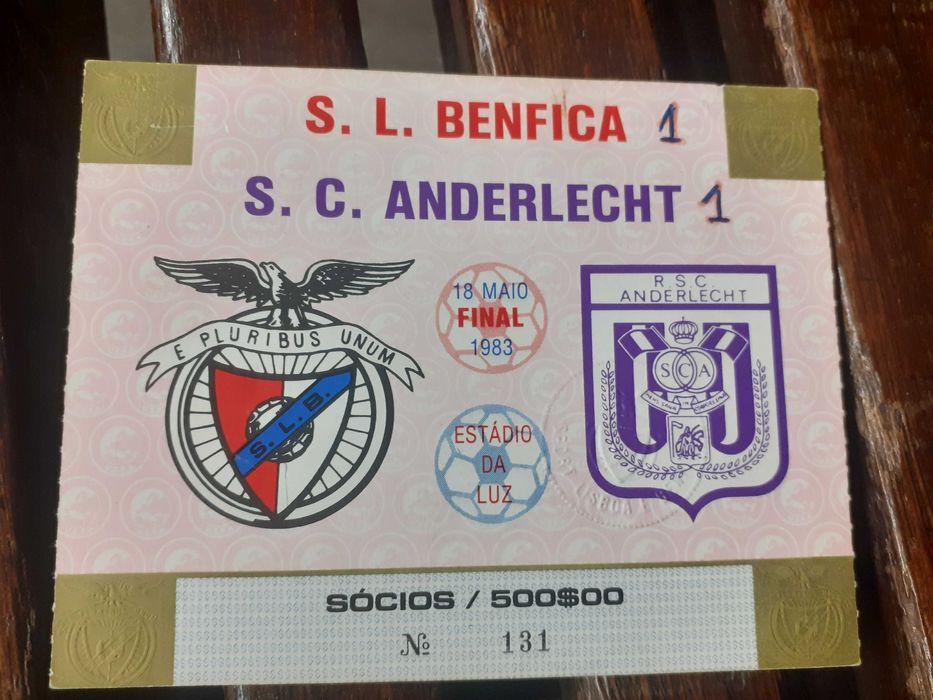 S. L. BENFICA 1
S. C. ANDERLECHT 1
E PLURIBUS UNUM
S. L. B.
18 MAIO
FINAL
1983
ESTÁDIO
DA
LUZ
R.S.C.
ANDERLECHT
SCA
LISBOA
SÓCIOS / 500$00
Nº 131